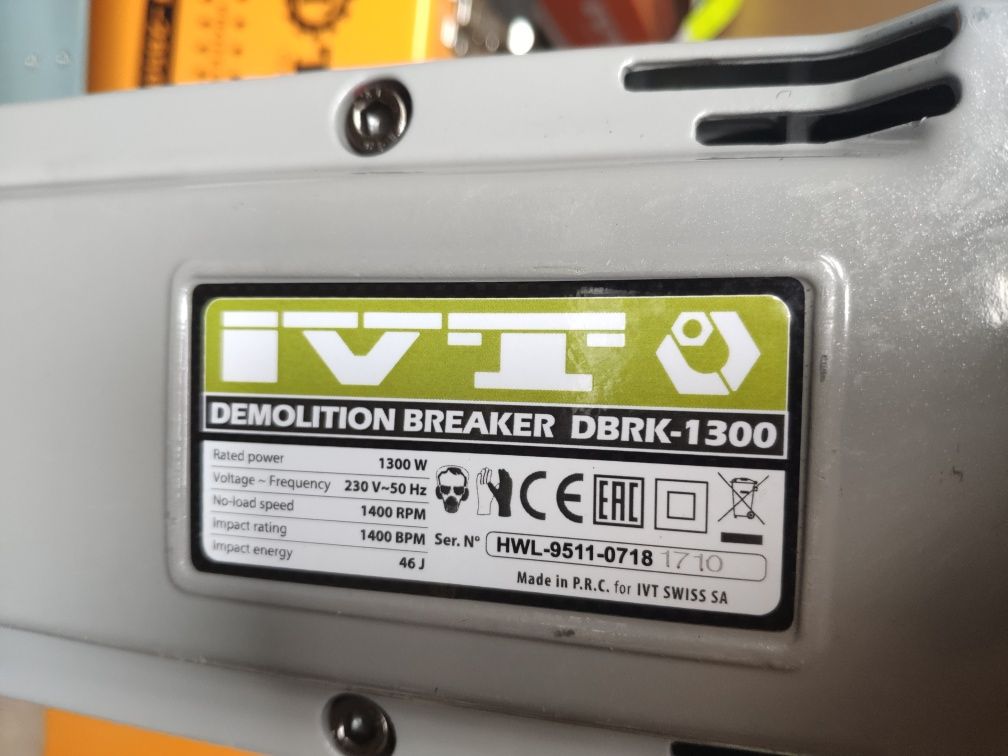 IVT
DEMOLITION BREAKER DBRK-1300
Rated power 1300 W
Voltage ~ Frequency 230 V~50 Hz
No-load speed 1400 RPM
Impact rating 1400 BPM
Impact energy 46 J
CE EAC
Ser. N° HWL-9511-0718 1710
Made in P.R.C. for IVT SWISS SA